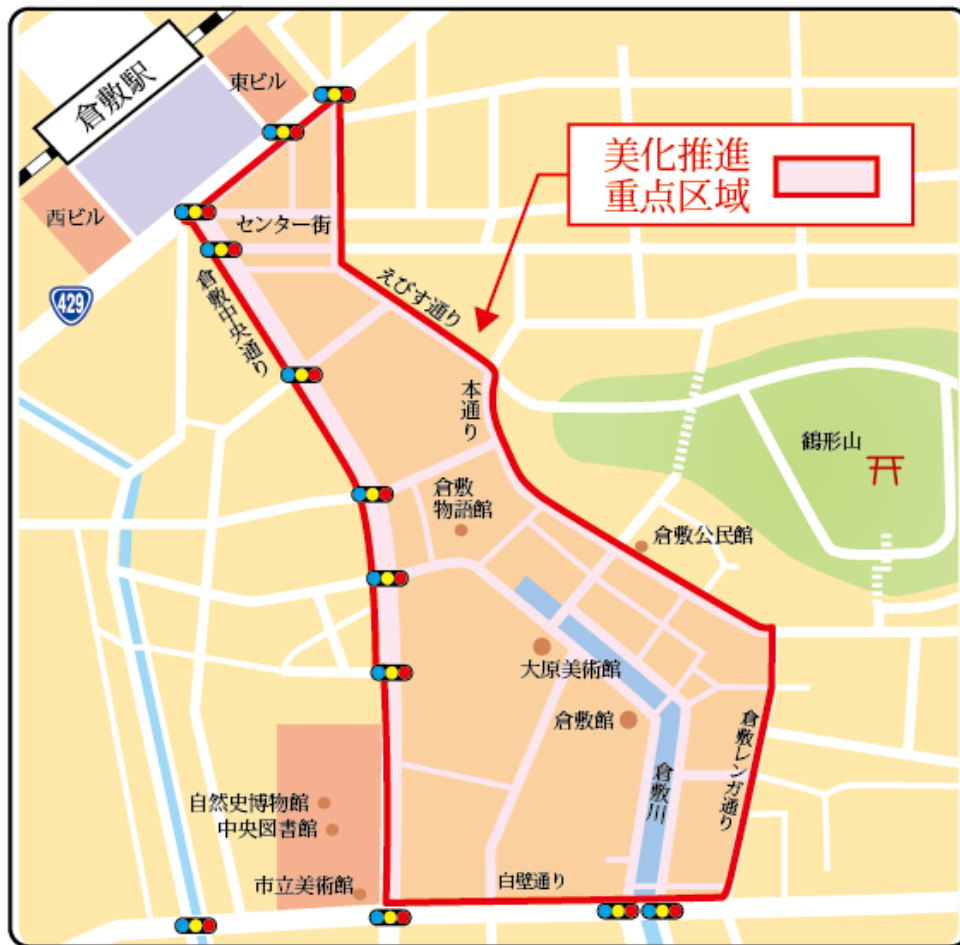 倉敷駅
東ビル
西ビル
美化推進
重点区域
センター街
429
倉敷中央通り
えびす通り
本通り
鶴形山
倉敷
物語館
倉敷公民館
大原美術館
倉敷館
倉敷川
倉敷レンガ通り
自然史博物館
中央図書館
市立美術館
白壁通り